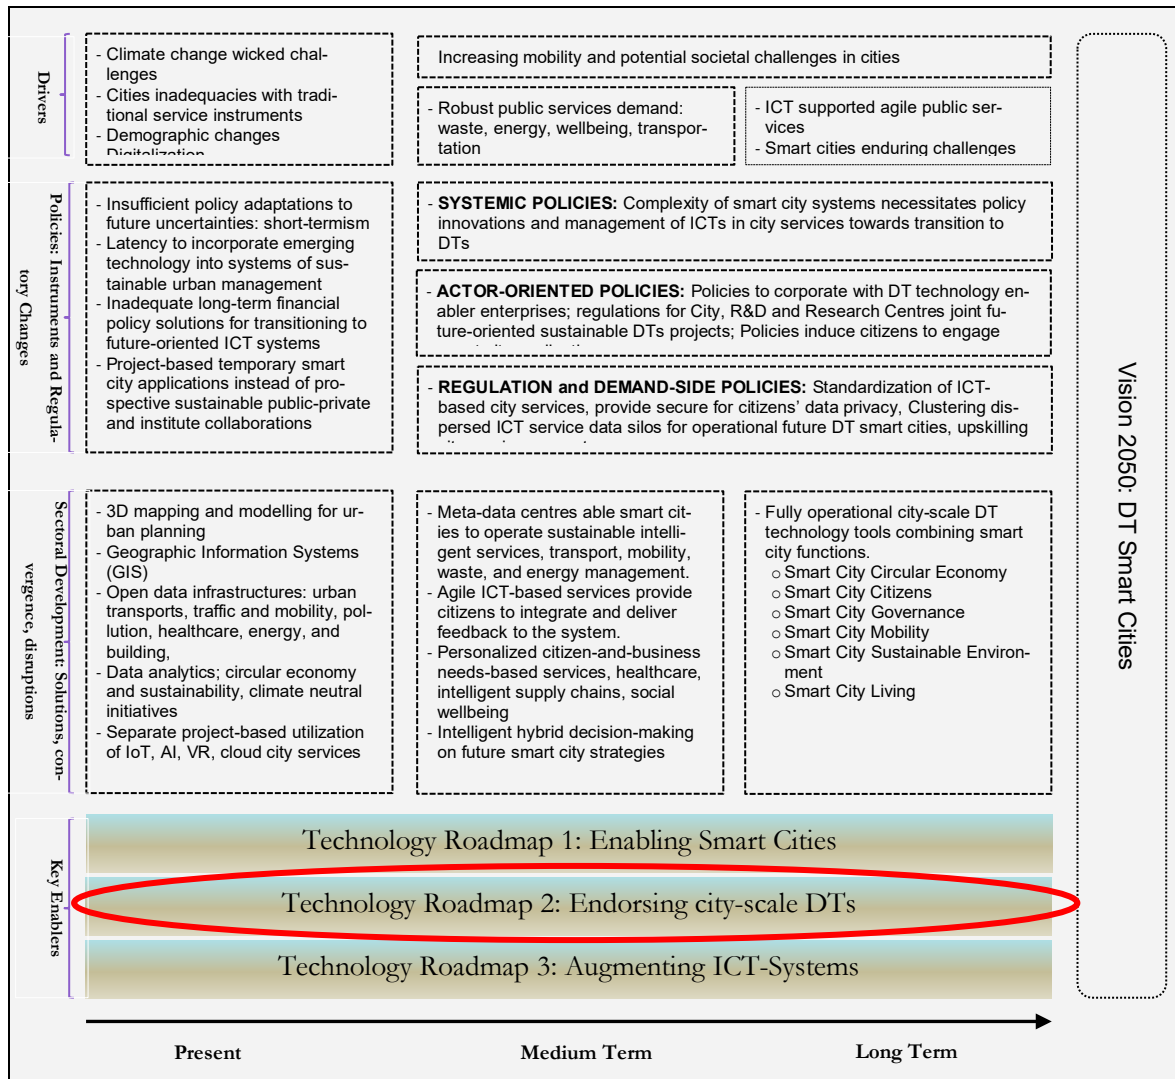 Drivers
- Climate change wicked chal-
lenges
- Cities inadequacies with tradi-
tional service instruments
- Demographic changes
Digitalization
Increasing mobility and potential societal challenges in cities
- Robust public services demand:
waste, energy, wellbeing, transpor-
tation
- ICT supported agile public ser-
vices
- Smart cities enduring challenges
Policies: Instruments and Regula-
tory Changes
- Insufficient policy adaptations to
future uncertainties: short-termism
- Latency to incorporate emerging
technology into systems of sus-
tainable urban management
- Inadequate long-term financial
policy solutions for transitioning to
future-oriented ICT systems
- Project-based temporary smart
city applications instead of pro-
spective sustainable public-private
and institute collaborations
- SYSTEMIC POLICIES: Complexity of smart city systems necessitates policy
innovations and management of ICTs in city services towards transition to
DTs
- ACTOR-ORIENTED POLICIES: Policies to corporate with DT technology en-
abler enterprises; regulations for City, R&D and Research Centres joint fu-
ture-oriented sustainable DTs projects; Policies induce citizens to engage
- REGULATION and DEMAND-SIDE POLICIES: Standardization of ICT-
based city services, provide secure for citizens' data privacy, Clustering dis-
persed ICT service data silos for operational future DT smart cities, upskilling
Sectoral Development: Solutions, con-
vergence, disruptions
- 3D mapping and modelling for ur-
ban planning
- Geographic Information Systems
(GIS)
- Open data infrastructures: urban
transports, traffic and mobility, pol-
lution, healthcare, energy, and
building,
- Data analytics; circular economy
and sustainability, climate neutral
initiatives
- Separate project-based utilization
of IoT, AI, VR, cloud city services
- Meta-data centres able smart cit-
ies to operate sustainable intelli-
gent services, transport, mobility,
waste, and energy management.
- Agile ICT-based services provide
citizens to integrate and deliver
feedback to the system.
- Personalized citizen-and-business
needs-based services, healthcare,
intelligent supply chains, social
wellbeing
- Intelligent hybrid decision-making
on future smart city strategies
- Fully operational city-scale DT
technology tools combining smart
city functions.
o Smart City Circular Economy
o Smart City Citizens
o Smart City Governance
o Smart City Mobility
o Smart City Sustainable Environ-
ment
o Smart City Living
Vision 2050: DT Smart Cities
Key Enablers
Technology Roadmap 1: Enabling Smart Cities
Technology Roadmap 2: Endorsing city-scale DTs
Technology Roadmap 3: Augmenting ICT-Systems
Present
Medium Term
Long Term